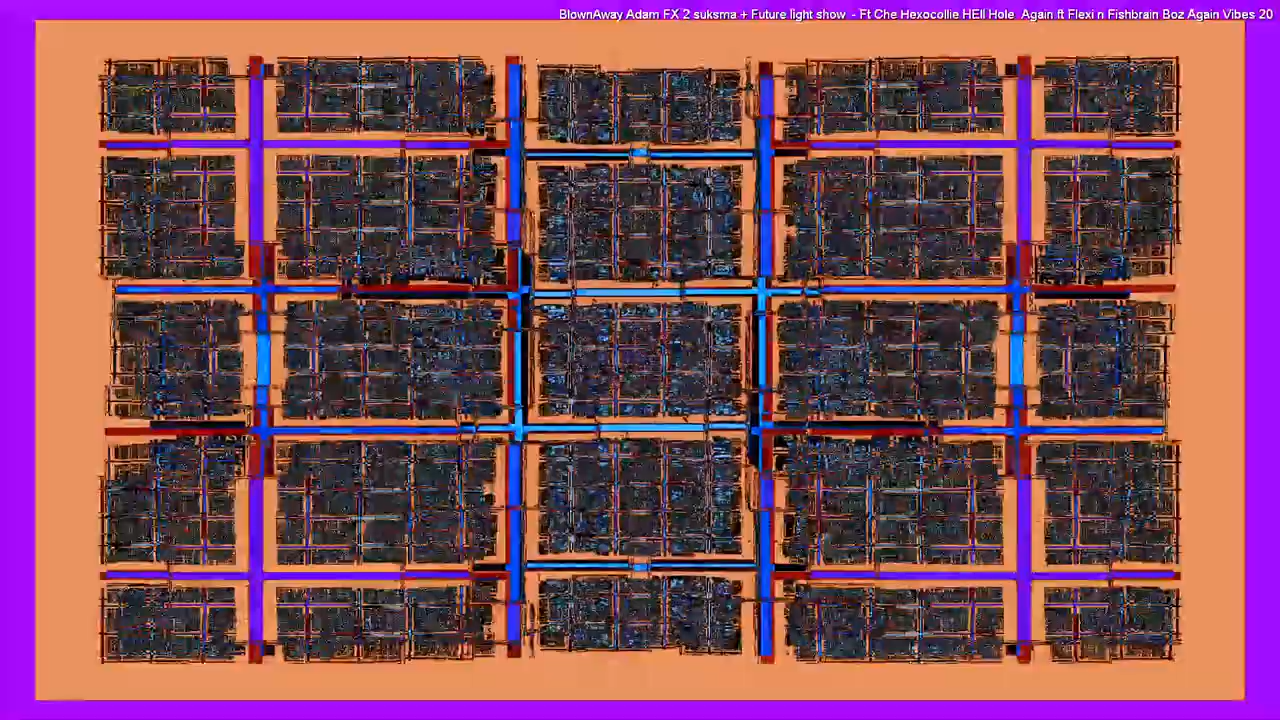 BlownAway Adam FX 2 suksma + Future light show - Ft Che Hexocollie HEll Hole Again ft Flexi n Fishbrain Boz Again Vibes 20